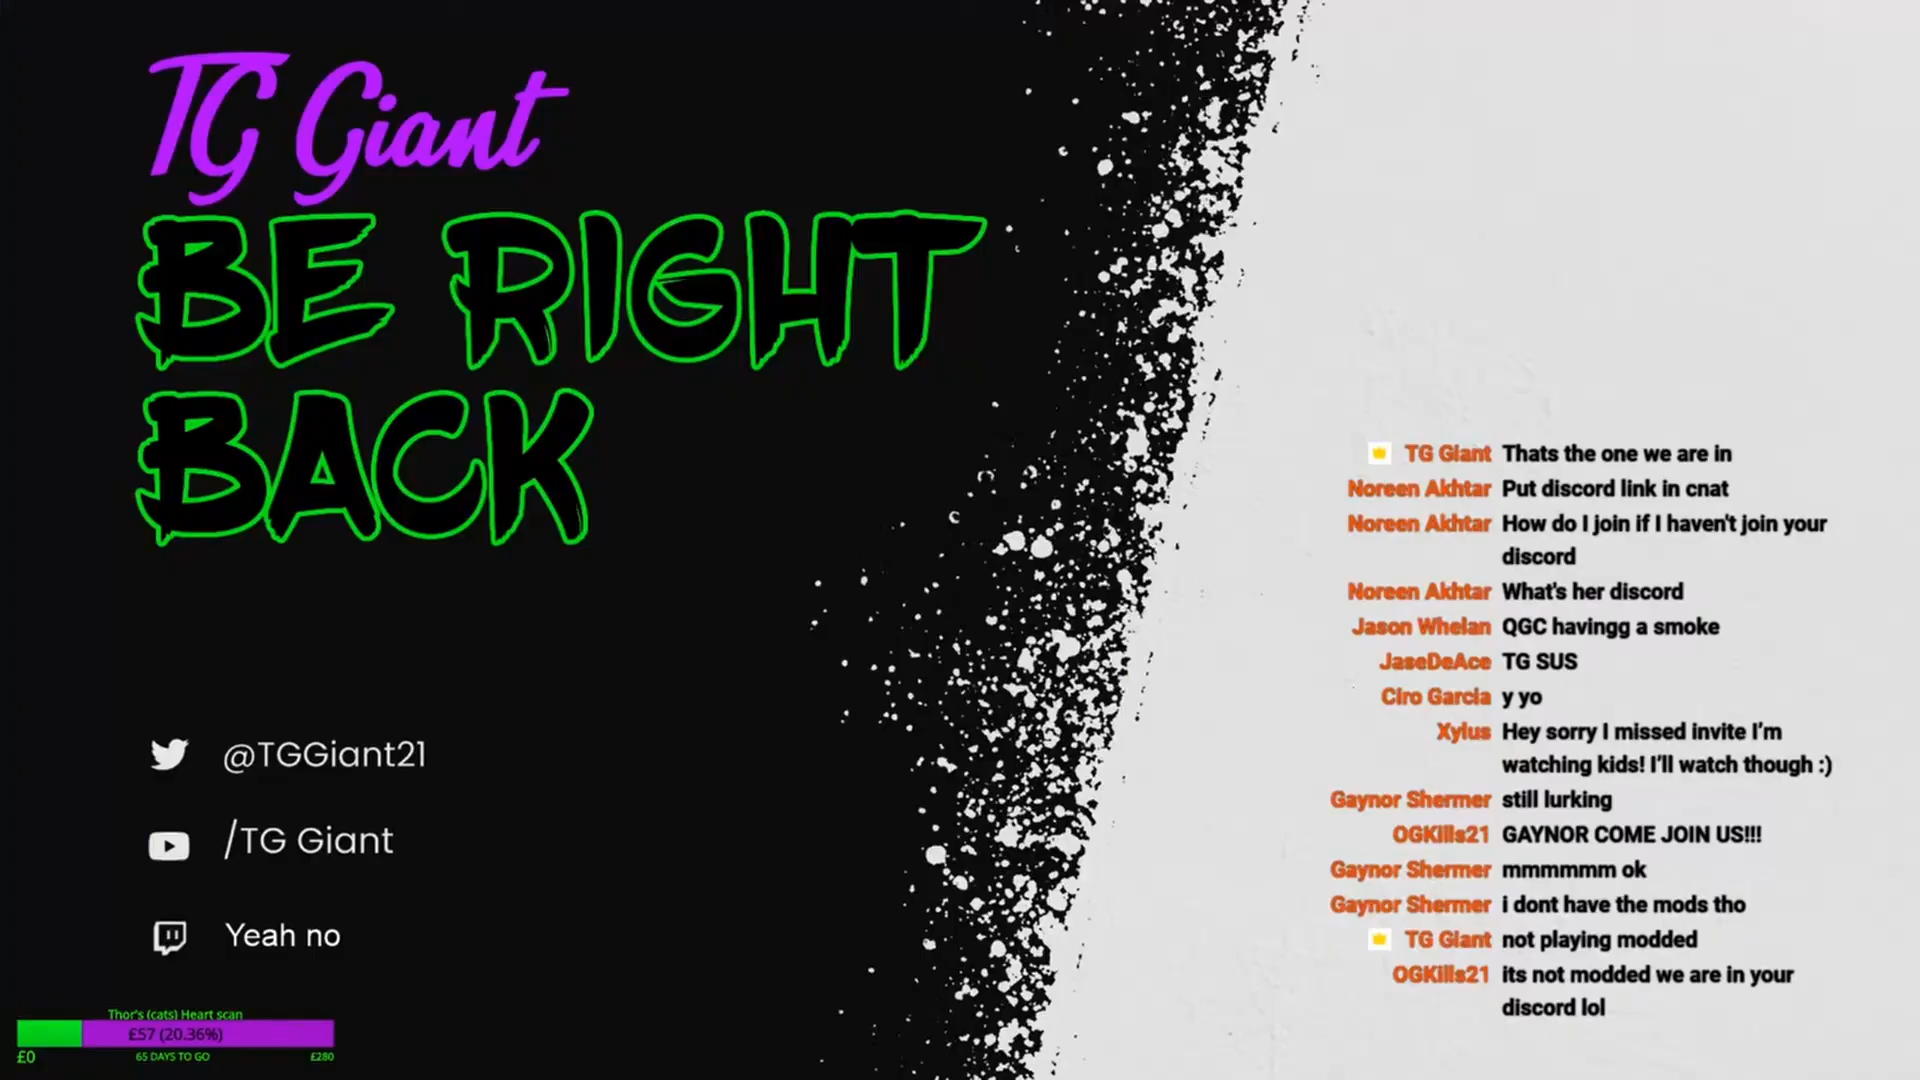 TG Giant
BE RIGHT
BACK
@TGGiant21
/TG Giant
Yeah no
Thor's (cats) Heart scan
£57 (20.36%)
£0 65 DAYS TO GO £280
TG Giant Thats the one we are in
Noreen Akhtar Put discord link in cnat
Noreen Akhtar How do I join if I haven't join your
discord
Noreen Akhtar What's her discord
Jason Whelan QGC havingg a smoke
JaseDeAce TG SUS
Ciro Garcia y yo
Xylus Hey sorry I missed invite I’m
watching kids! I’ll watch though :)
Gaynor Shermer still lurking
OGKills21 GAYNOR COME JOIN US!!!
Gaynor Shermer mmmmmm ok
Gaynor Shermer i dont have the mods tho
TG Giant not playing modded
OGKills21 its not modded we are in your
discord lol